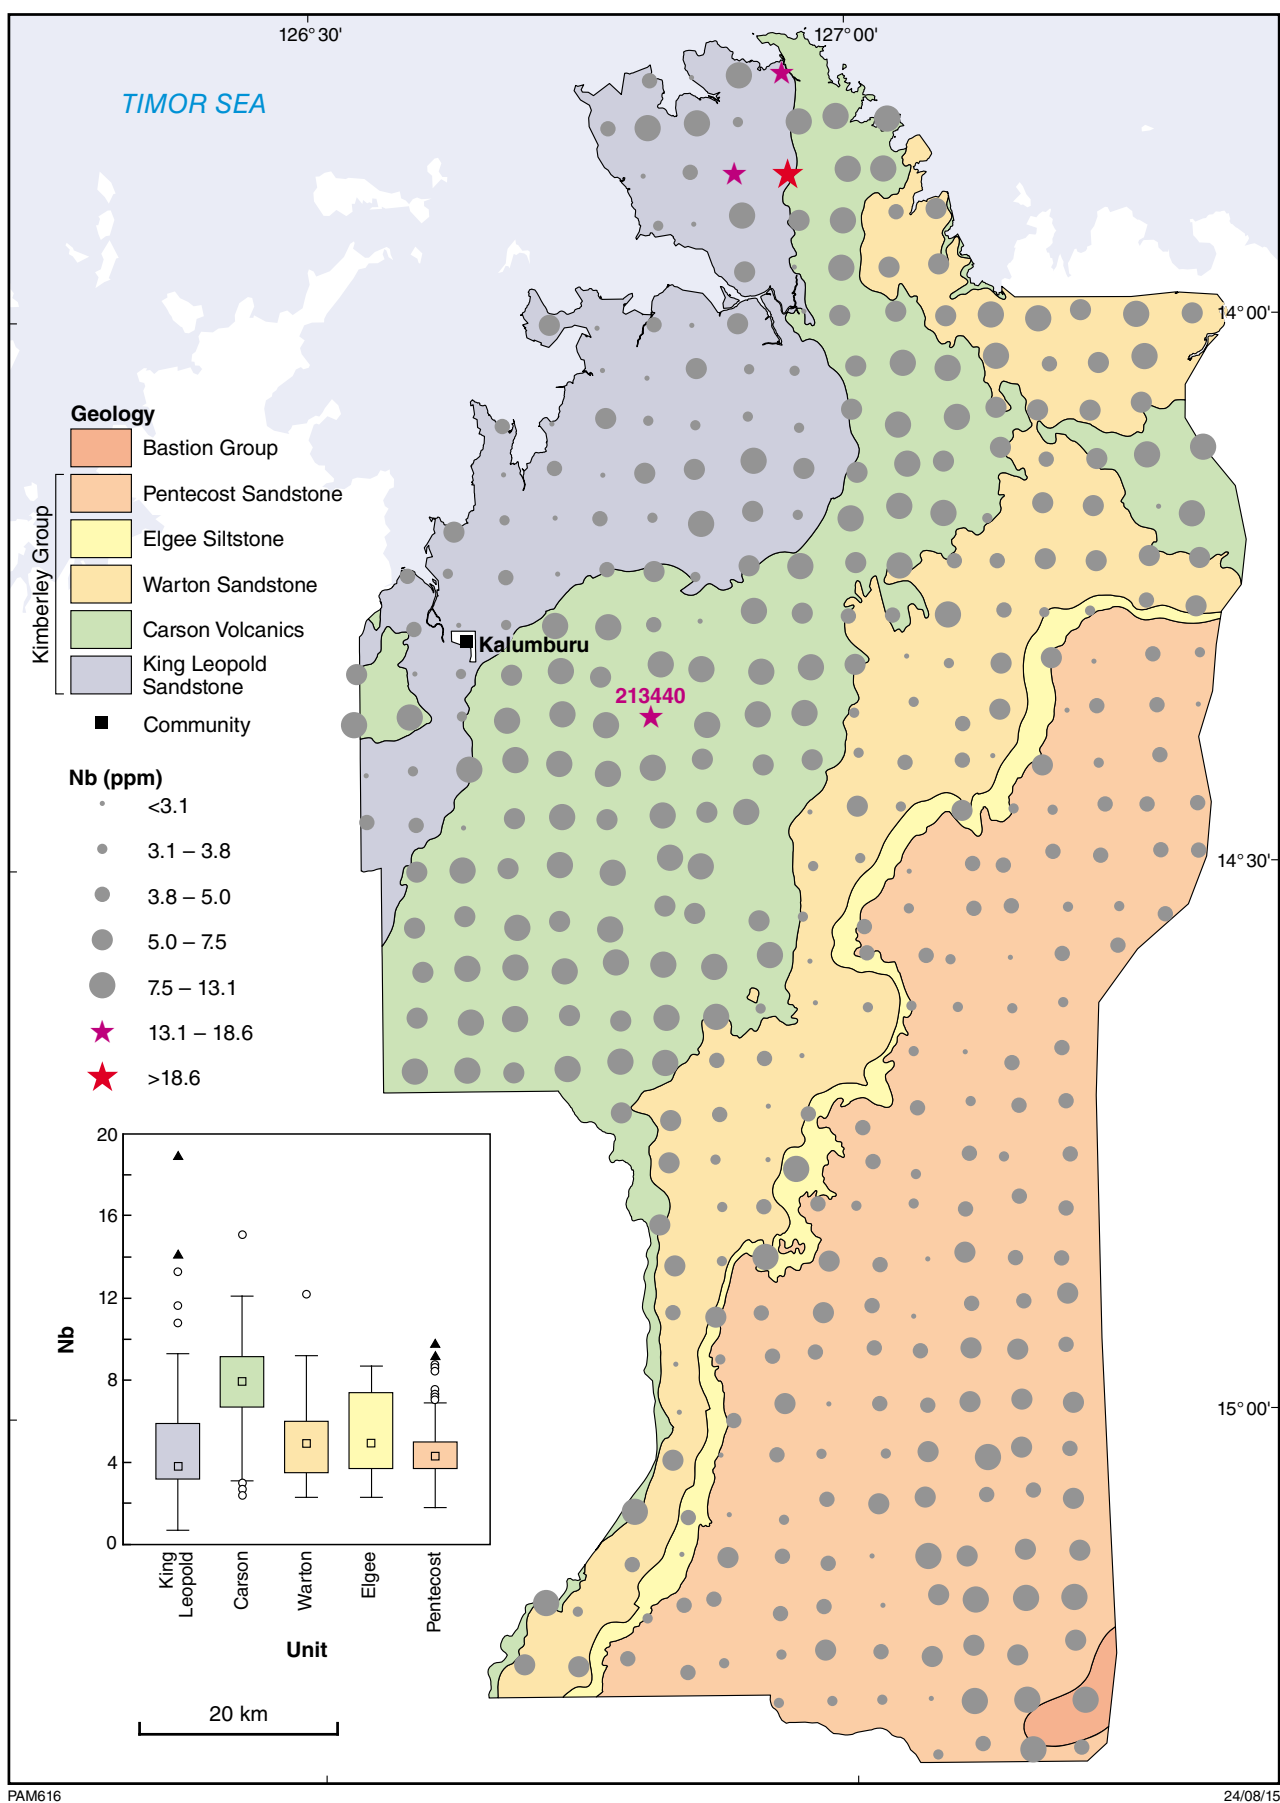 126°30'
127°00'
TIMOR SEA
14°00'
Geology
Bastion Group
Pentecost Sandstone
Elgee Siltstone
Warton Sandstone
Carson Volcanics
King Leopold
Sandstone
Kimberley Group
Community
Kalumburu
213440
Nb (ppm)
<3.1
3.1 – 3.8
3.8 – 5.0
5.0 – 7.5
7.5 – 13.1
13.1 – 18.6
>18.6
14°30'
20
16
12
8
4
0
Nb
King
Leopold
Carson
Warton
Elgee
Pentecost
Unit
15°00'
20 km
PAM616
24/08/15